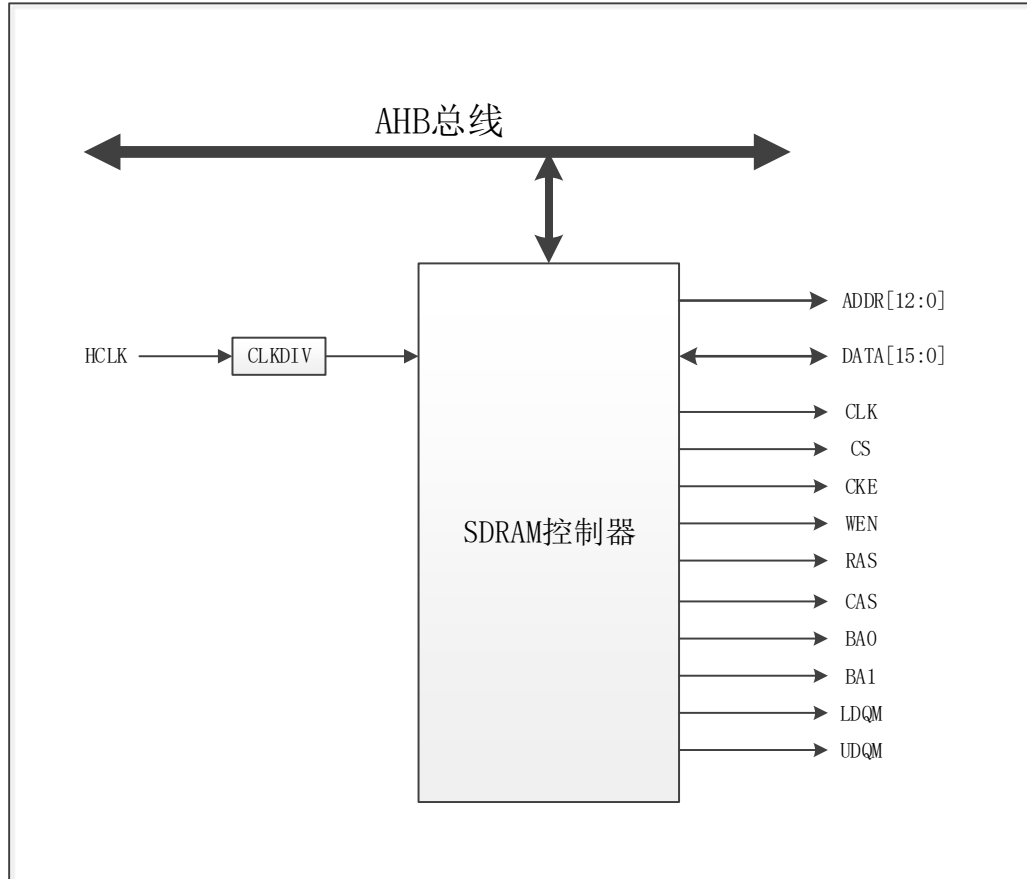 AHB总线
ADDR[12:0]
HCLK
CLKDIV
DATA[15:0]
CLK
CS
CKE
WEN
SDRAM控制器
RAS
CAS
BA0
BA1
LDQM
UDQM